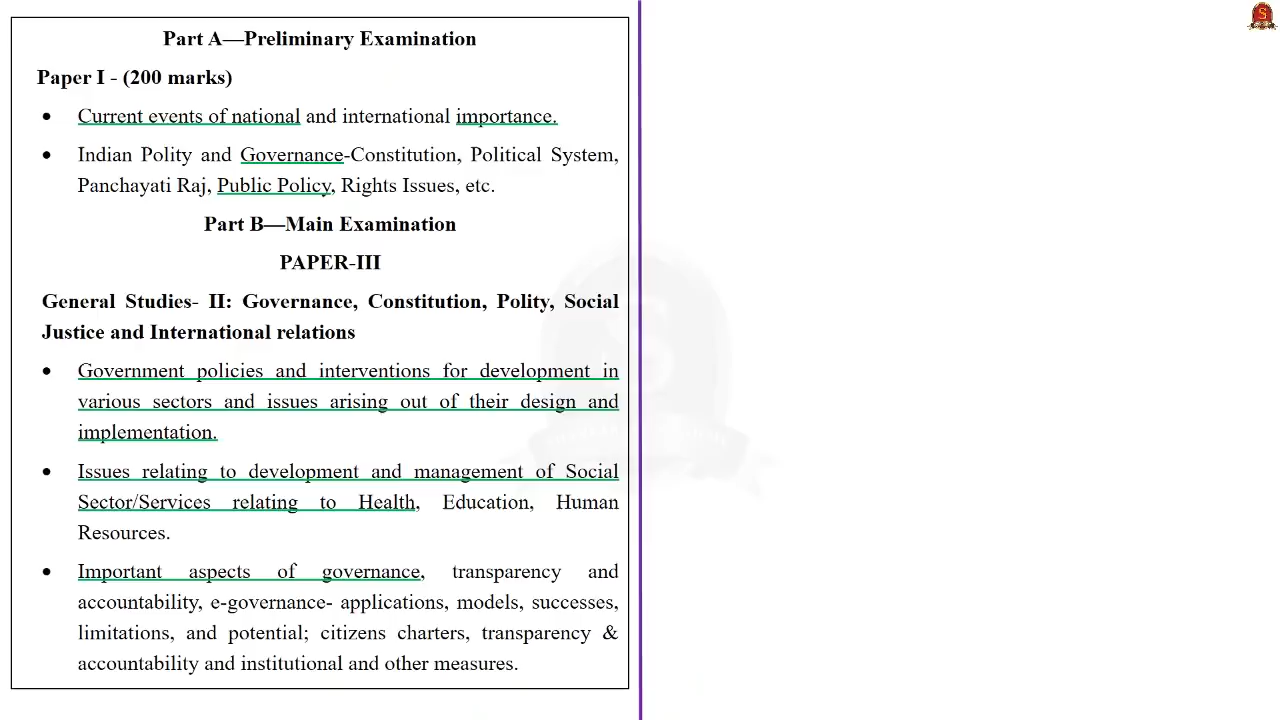 Part A—Preliminary Examination
Paper I - (200 marks)
• Current events of national and international importance.
• Indian Polity and Governance-Constitution, Political System,
Panchayati Raj, Public Policy, Rights Issues, etc.
Part B—Main Examination
PAPER-III
General Studies- II: Governance, Constitution, Polity, Social
Justice and International relations
• Government policies and interventions for development in
various sectors and issues arising out of their design and
implementation.
• Issues relating to development and management of Social
Sector/Services relating to Health, Education, Human
Resources.
• Important aspects of governance, transparency and
accountability, e-governance- applications, models, successes,
limitations, and potential; citizens charters, transparency &
accountability and institutional and other measures.
S